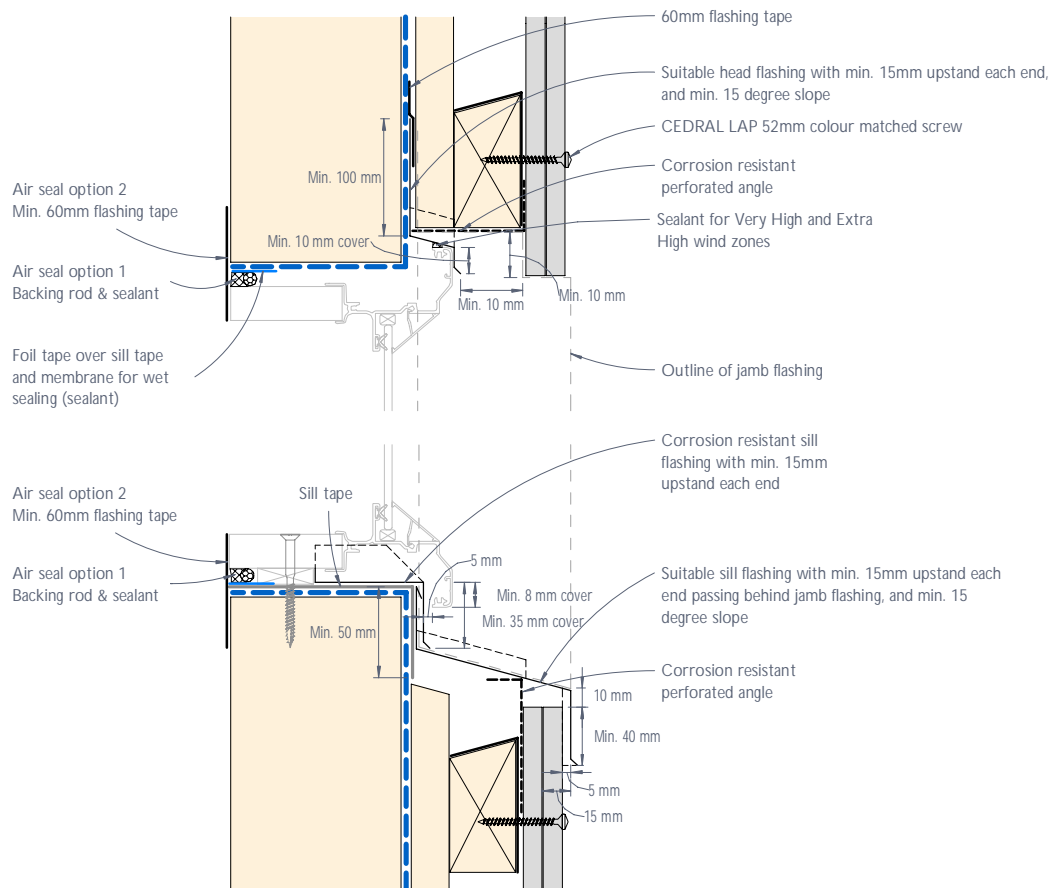 60mm flashing tape
Suitable head flashing with min. 15mm upstand each end,
and min. 15 degree slope
CEDRAL LAP 52mm colour matched screw
Corrosion resistant
perforated angle
Sealant for Very High and Extra
High wind zones
Min. 100 mm
Air seal option 2
Min. 60mm flashing tape
Min. 10 mm cover
Air seal option 1
Backing rod & sealant
Min. 10 mm
Min. 10 mm
Foil tape over sill tape
and membrane for wet
sealing (sealant)
Outline of jamb flashing
Corrosion resistant sill
flashing with min. 15mm
upstand each end
Air seal option 2
Min. 60mm flashing tape
Sill tape
5 mm
Air seal option 1
Backing rod & sealant
Min. 8 mm cover
Min. 35 mm cover
Min. 50 mm
Suitable sill flashing with min. 15mm upstand each
end passing behind jamb flashing, and min. 15
degree slope
Corrosion resistant
perforated angle
10 mm
Min. 40 mm
5 mm
15 mm